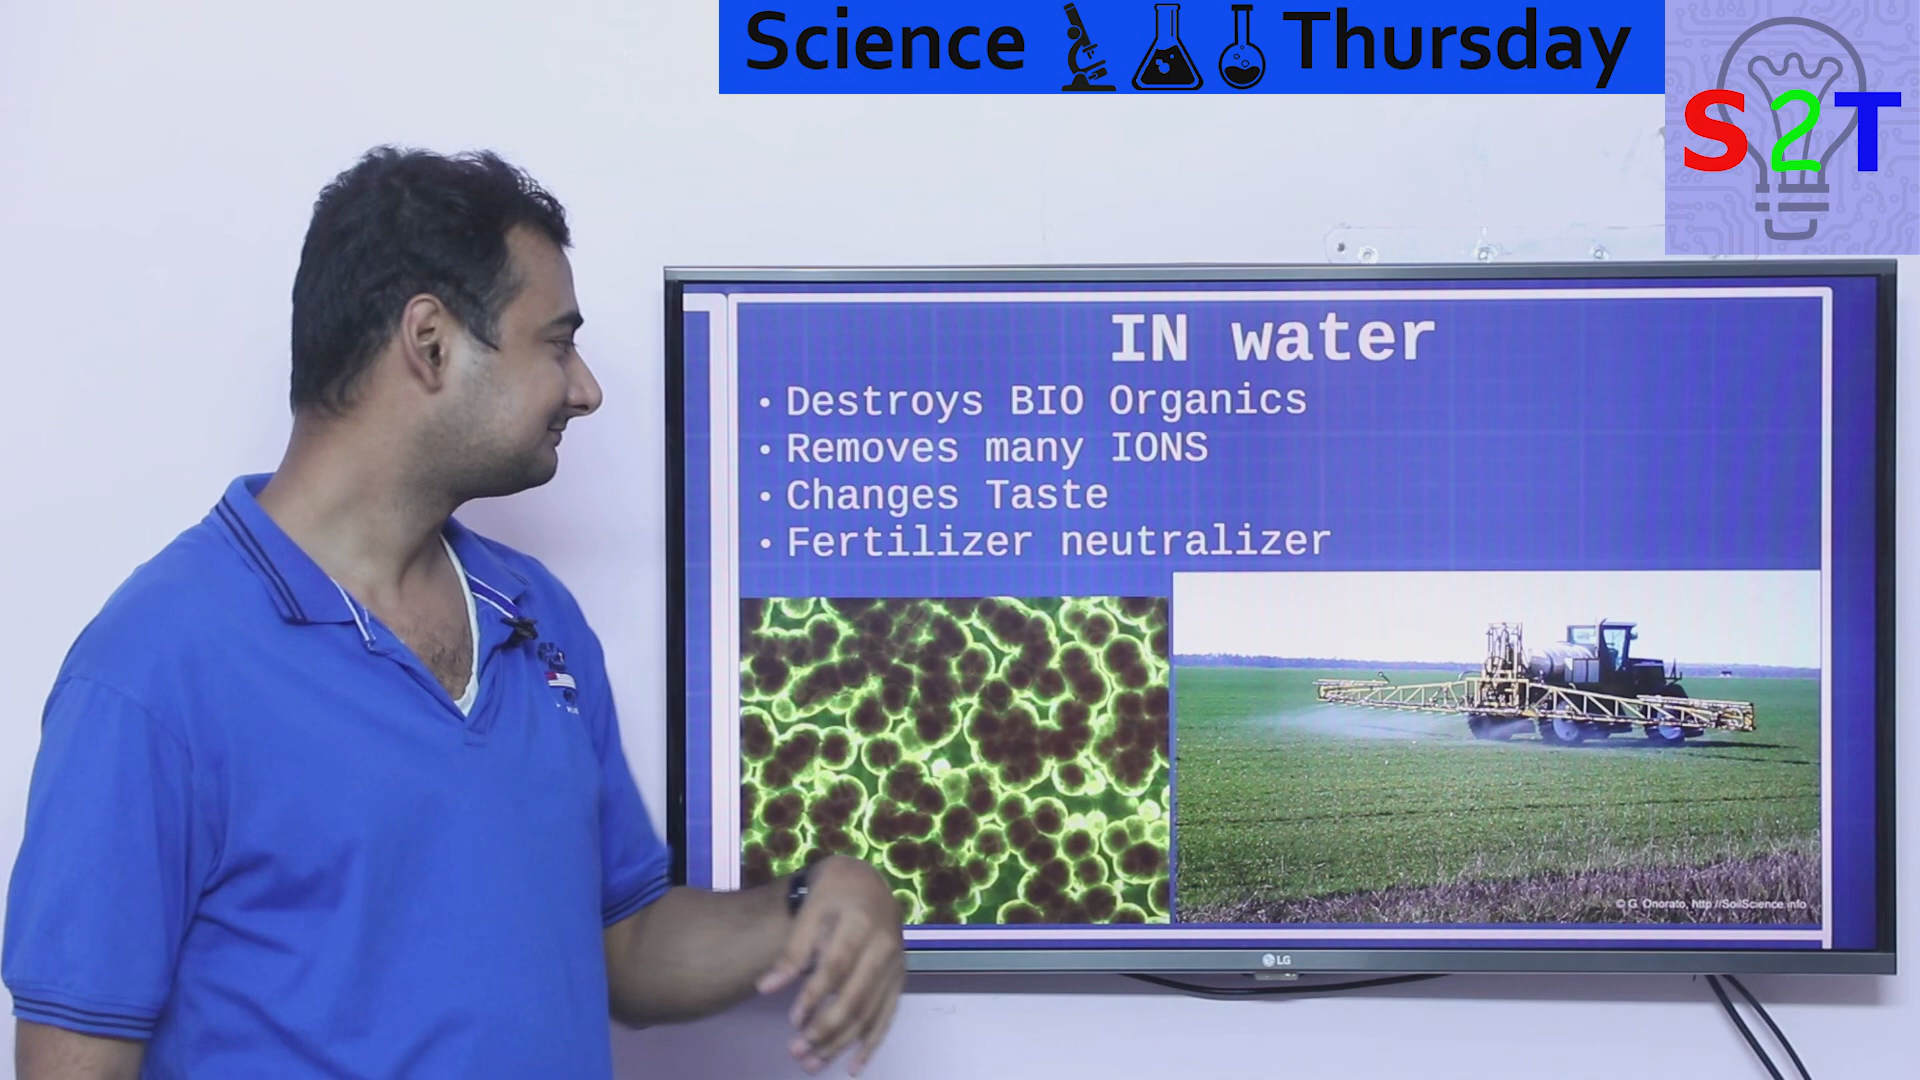 Science Thursday
S2T
IN water
• Destroys BIO Organics
• Removes many IONS
• Changes Taste
• Fertilizer neutralizer
© G. Onorato, http://SoilScience.info
LG